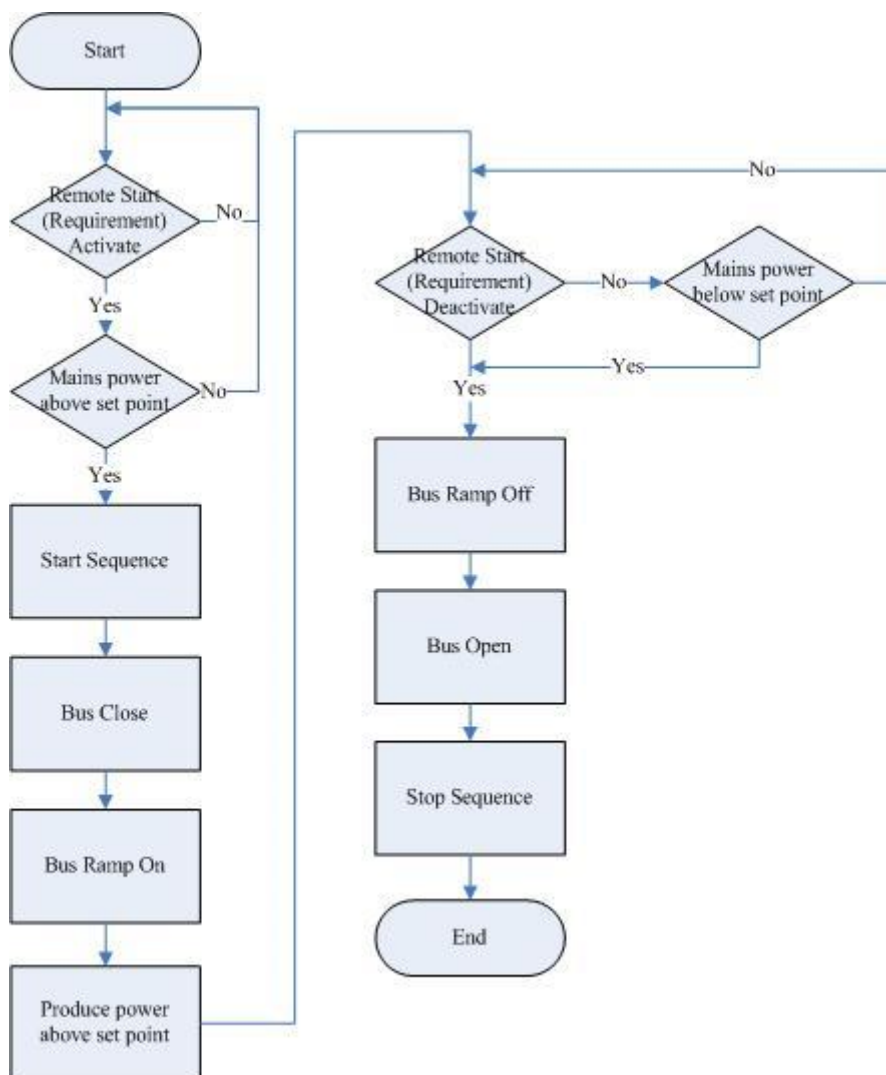 Start
Remote Start
(Requirement)
Activate
No
Yes
Mains power
above set point
No
Yes
Start Sequence
Bus Close
Bus Ramp On
Produce power
above set point
No
Remote Start
(Requirement)
Deactivate
No
Mains power
below set point
Yes
Yes
Bus Ramp Off
Bus Open
Stop Sequence
End